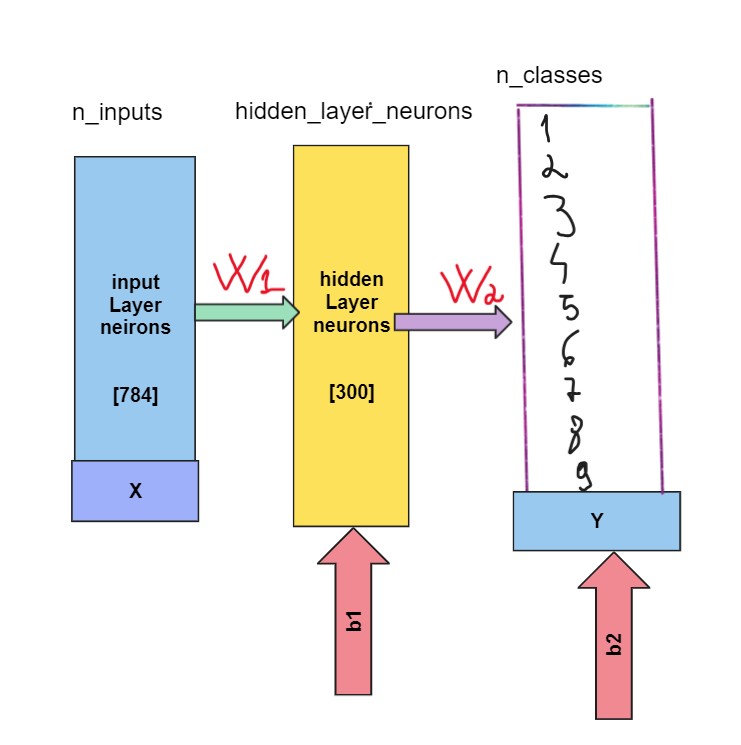 n_classes
n_inputs
hidden_layer_neurons
input
Layer
neirons
[784]
X
W1
hidden
Layer
neurons
[300]
W2
1
2
3
4
5
6
7
8
9
Y
b1
b2